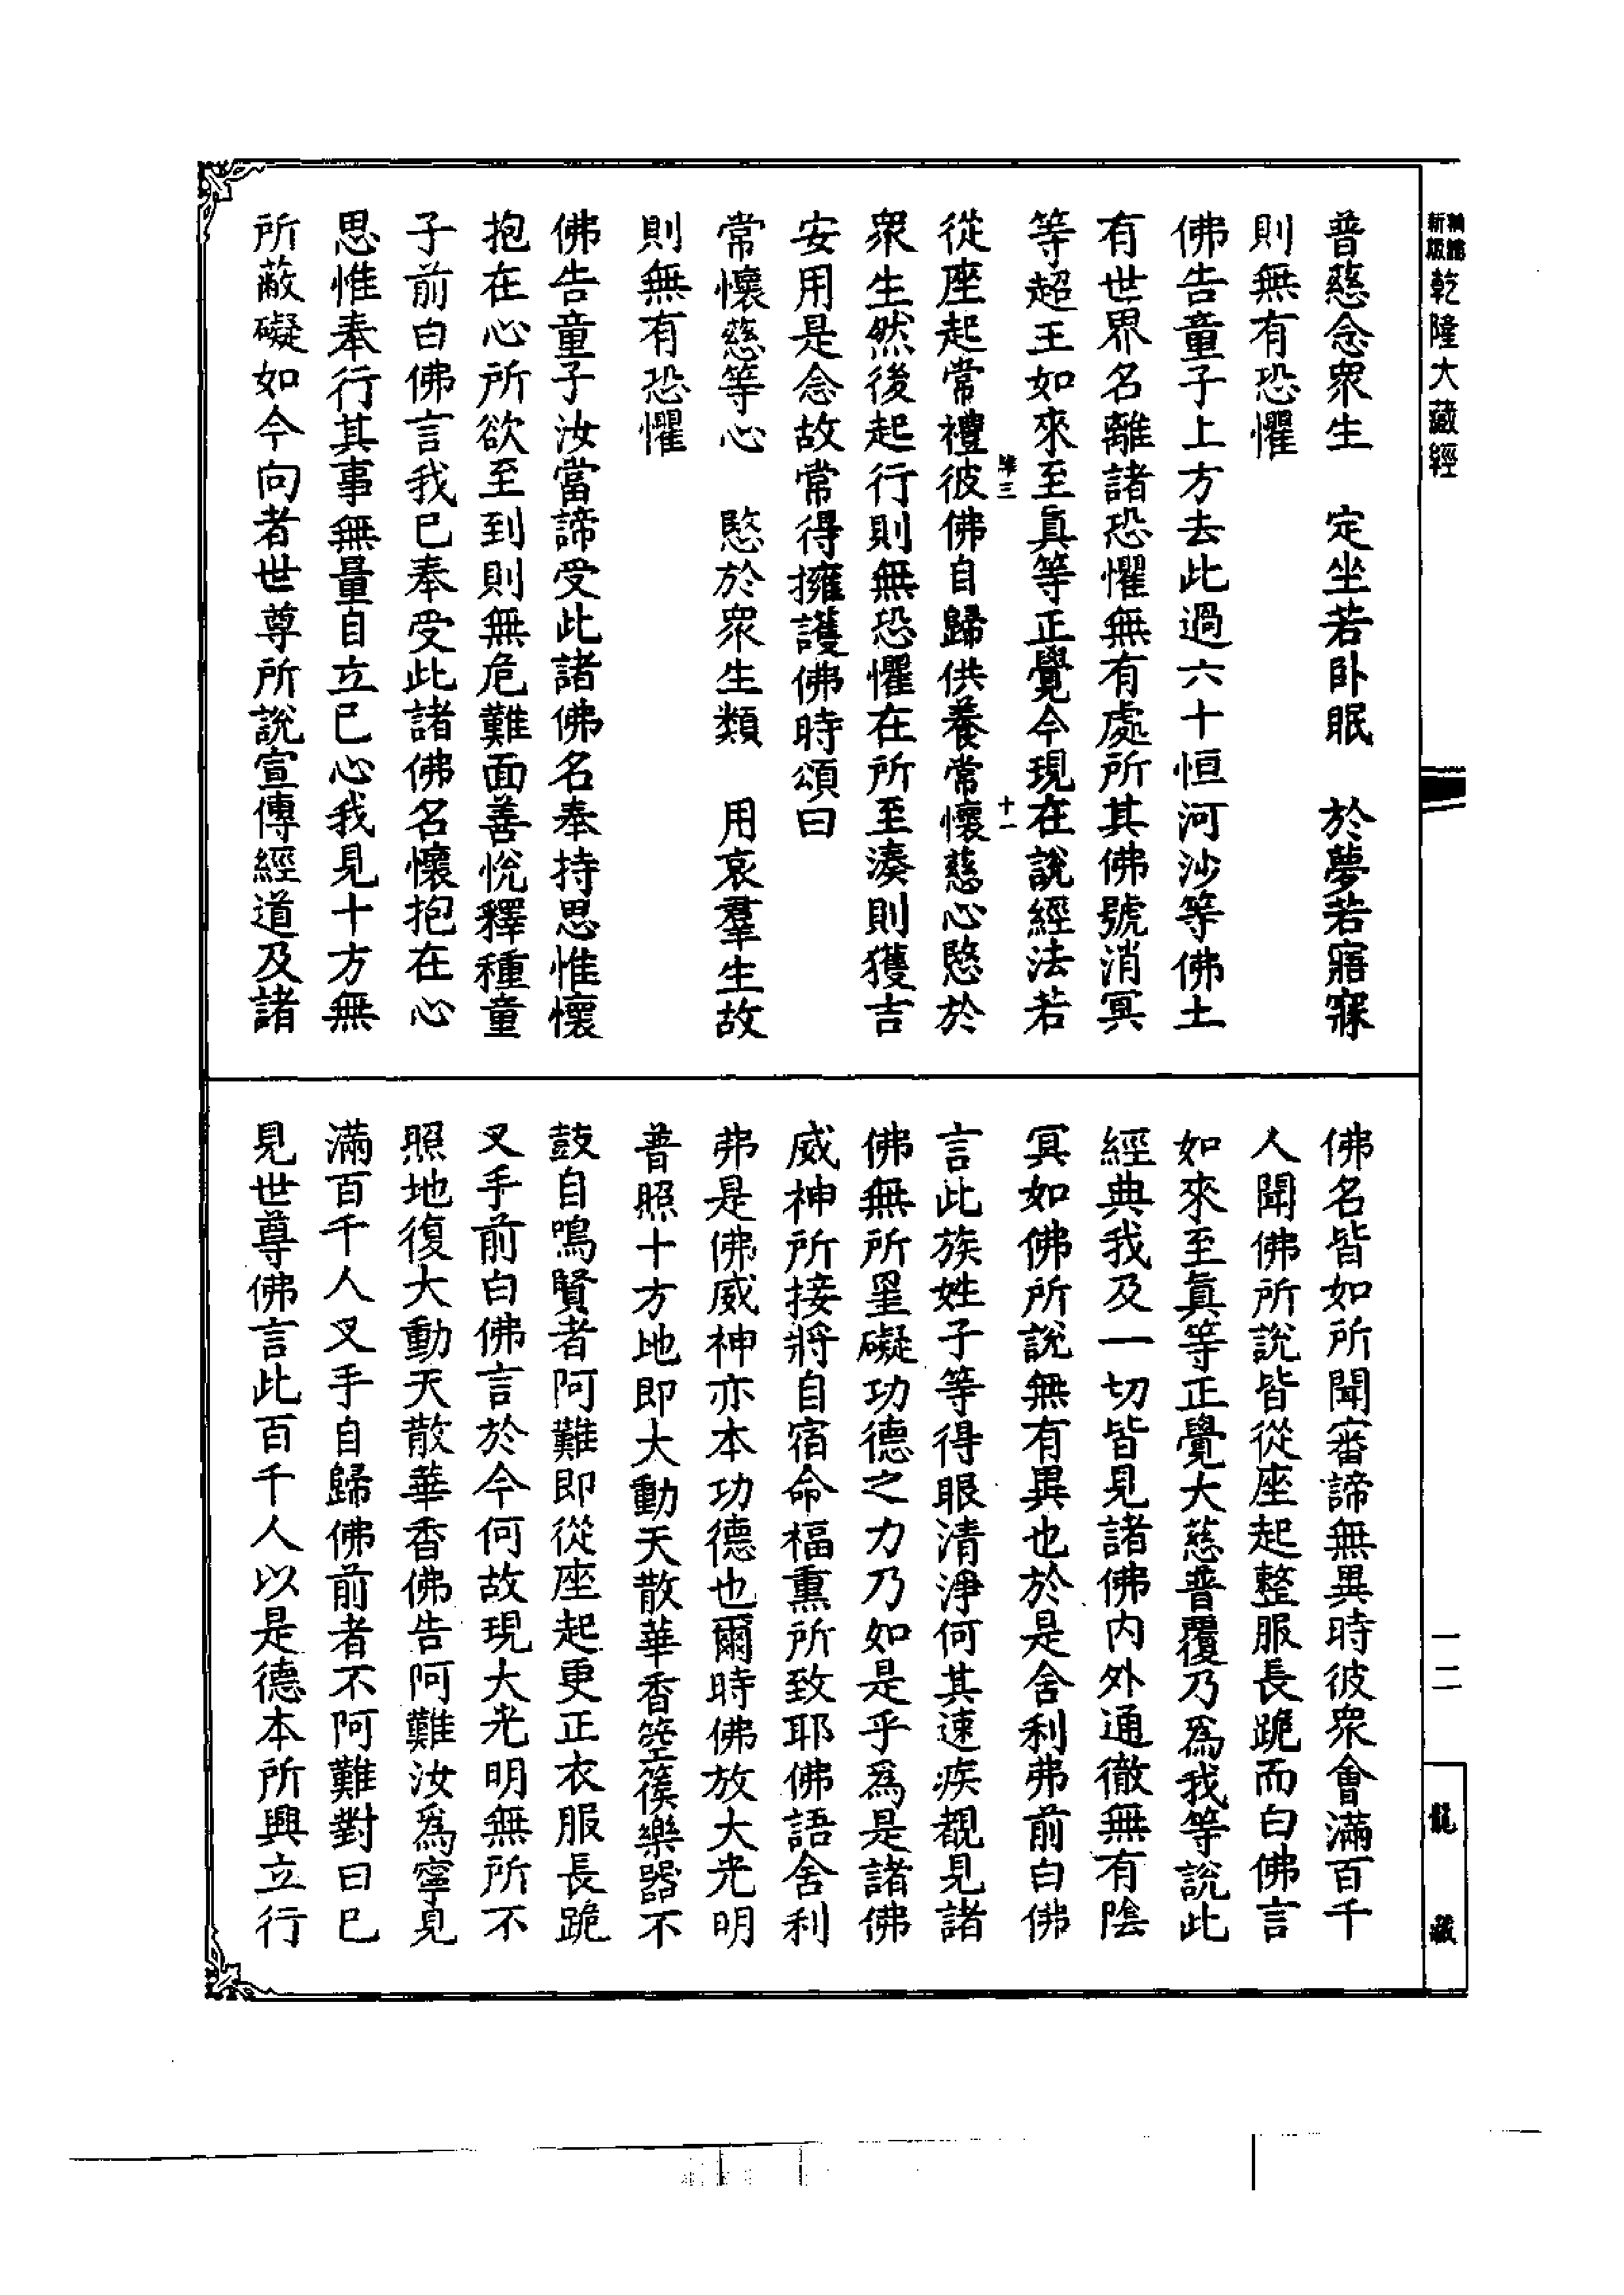 新版乾隆大藏經
普慈念衆生　定坐若卧眠　於夢若寤寐
則無有恐懼
佛告童子上方去此過六十恒河沙等佛土
有世界名離諸恐懼無有處所其佛號消冥
等超王如來至眞等正覺今現在說經法若
三　十一
從座起常禮彼佛自歸供養常懷慈心愍於
衆生然後起行則無恐懼在所至湊則獲吉
安用是念故常得擁護佛時頌曰
常懷慈等心　愍於衆生類　用哀羣生故
則無有恐懼
佛告童子汝當諦受此諸佛名奉持思惟懷
抱在心所欲至到則無危難面善悅釋種童
子前白佛言我已奉受此諸佛名懷抱在心
思惟奉行其事無量自立已心我見十方無
所蔽礙如今向者世尊所說宣傳經道及諸
佛名皆如所聞審諦無異時彼衆會滿百千
人聞佛所說皆從座起整服長跪而白佛言
如來至眞等正覺大慈普覆乃爲我等說此
經典我及一切皆見諸佛內外通徹無有陰
冥如佛所說無有異也於是舍利弗前白佛
言此族姓子等得眼清淨何其速疾覩見諸
佛無所罣礙功德之力乃如是乎爲是諸佛
威神所接將自宿命福熏所致耶佛語舍利
弗是佛威神亦本功德也爾時佛放大光明
普照十方地即大動天散華香箜篌樂器不
鼓自鳴賢者阿難即從座起更正衣服長跪
叉手前白佛言於今何故現大光明無所不
照地復大動天散華香佛告阿難汝爲寧見
滿百千人叉手自歸佛前者不阿難對曰已
見世尊佛言此百千人以是德本所興立行
一二
龍藏